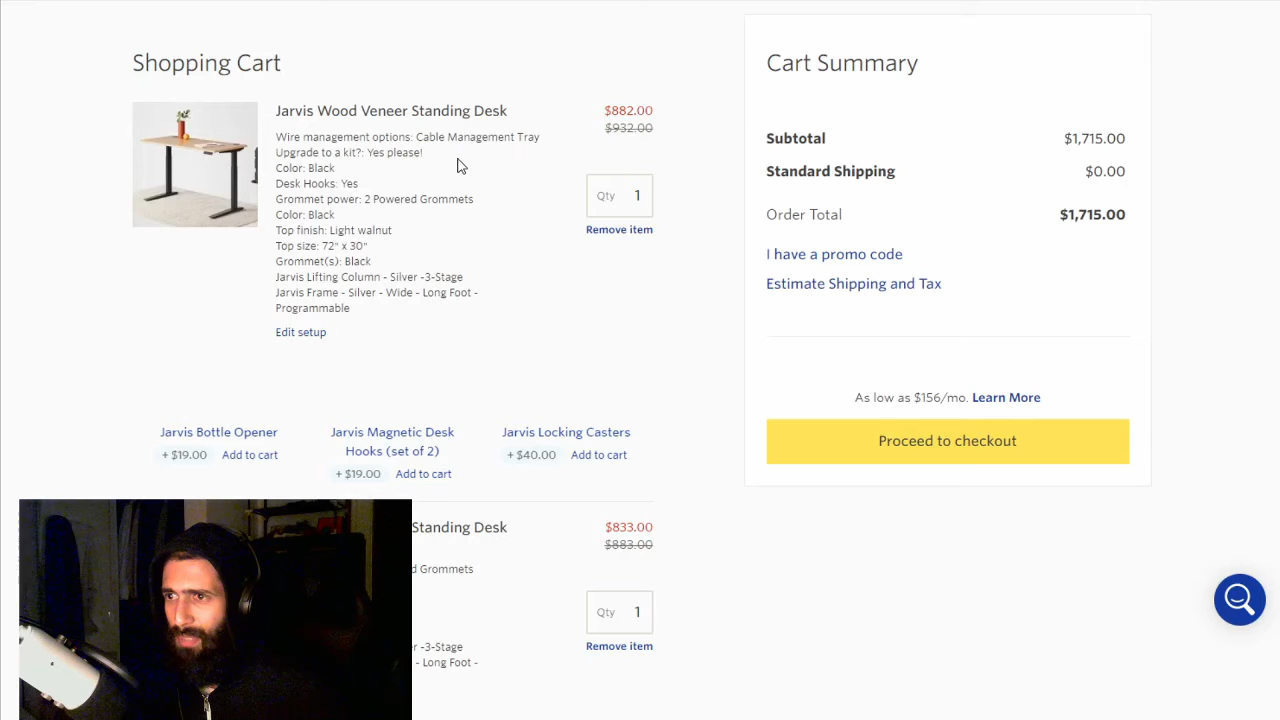 Shopping Cart
Jarvis Wood Veneer Standing Desk
$882.00
$932.00
Wire management options: Cable Management Tray
Upgrade to a kit?: Yes please!
Color: Black
Desk Hooks: Yes
Grommet power: 2 Powered Grommets
Color: Black
Top finish: Light walnut
Top size: 72" x 30"
Grommet(s): Black
Jarvis Lifting Column - Silver -3-Stage
Jarvis Frame - Silver - Wide - Long Foot -
Programmable
Edit setup
Qty 1
Remove item
Jarvis Bottle Opener
+ $19.00 Add to cart
Jarvis Magnetic Desk
Hooks (set of 2)
+ $19.00 Add to cart
Jarvis Locking Casters
+ $40.00 Add to cart
Standing Desk
$833.00
$883.00
d Grommets
r -3-Stage
- Long Foot -
Qty 1
Remove item
Cart Summary
Subtotal $1,715.00
Standard Shipping $0.00
Order Total $1,715.00
I have a promo code
Estimate Shipping and Tax
As low as $156/mo. Learn More
Proceed to checkout